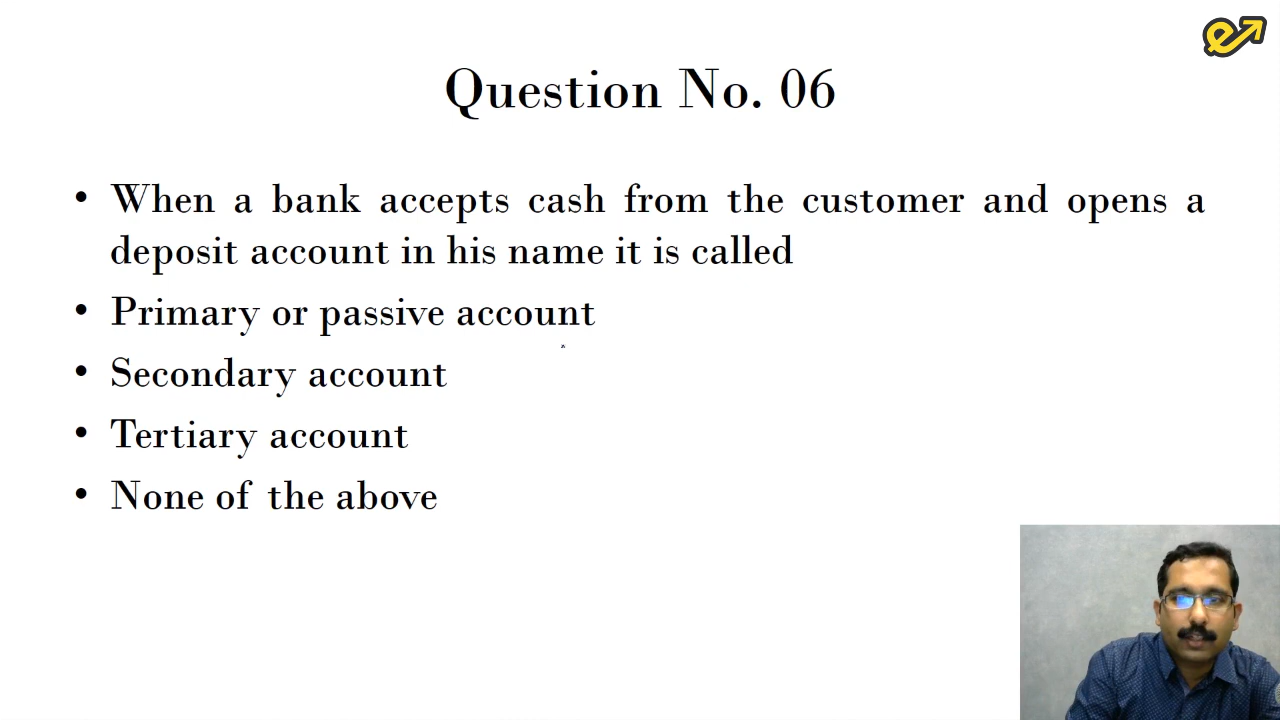 Question No. 06
• When a bank accepts cash from the customer and opens a
deposit account in his name it is called
• Primary or passive account
• Secondary account
• Tertiary account
• None of the above